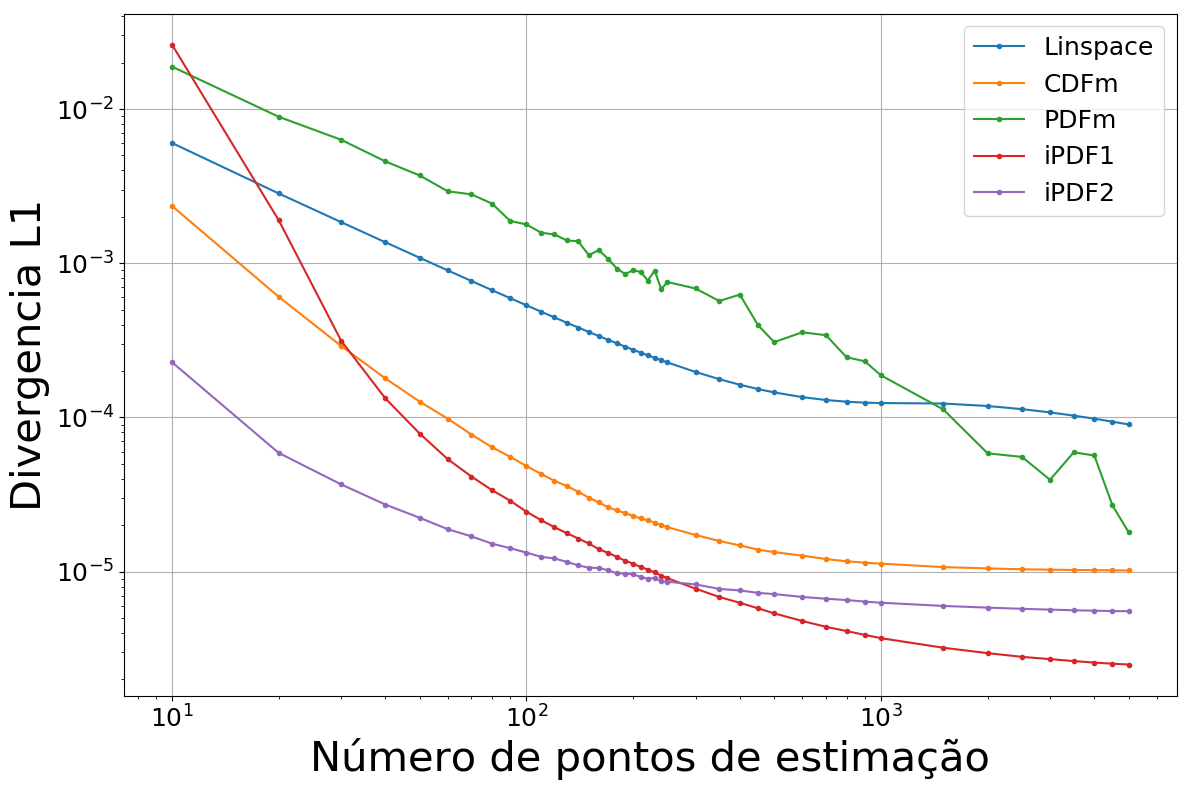 Linspace
CDFm
PDFm
iPDF1
iPDF2
10⁻²
10⁻³
10⁻⁴
10⁻⁵
Divergencia L1
10¹
10²
10³
Número de pontos de estimação